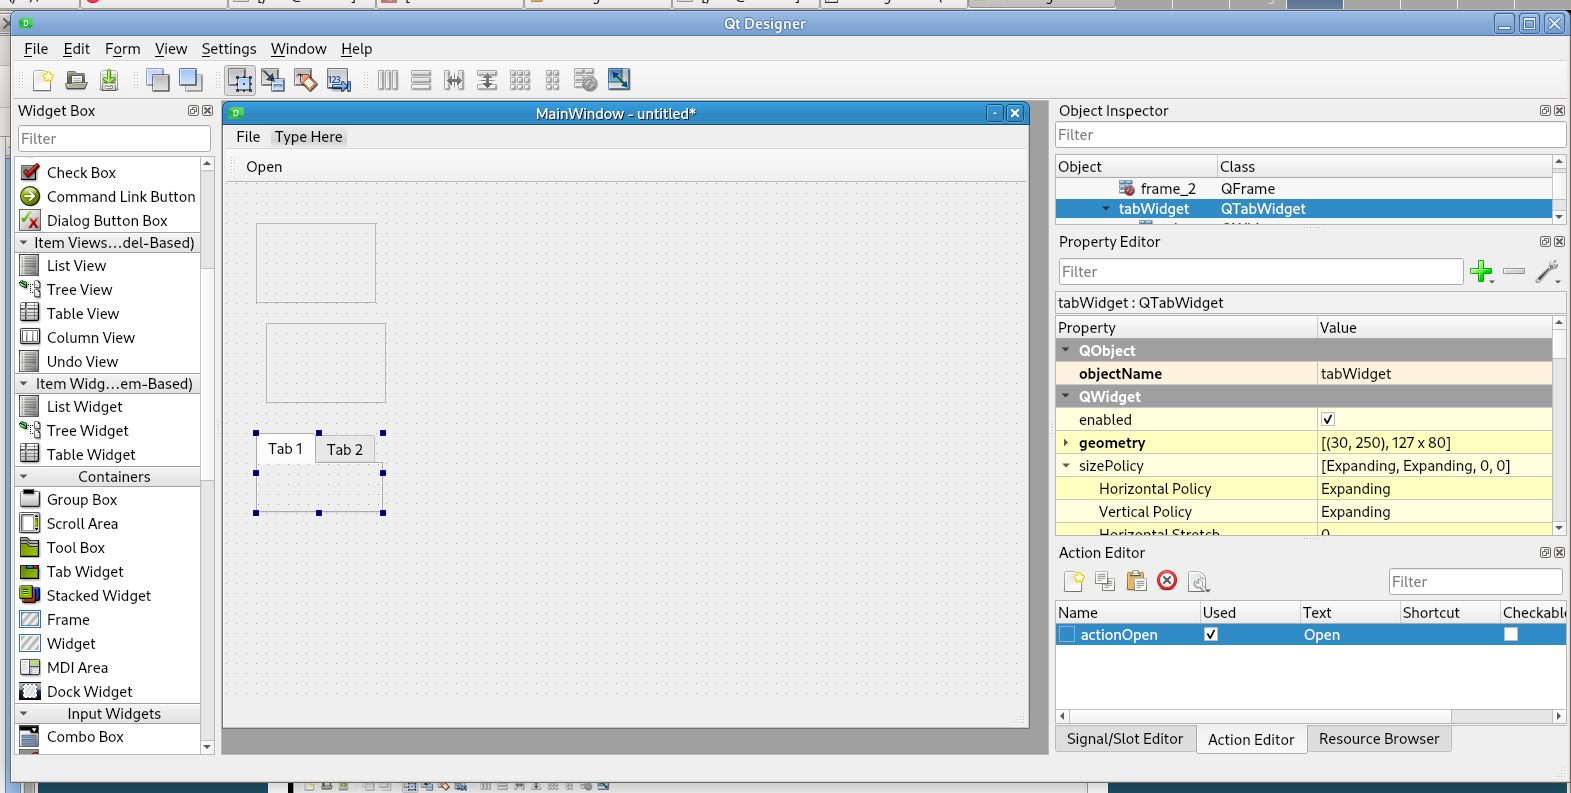 Qt Designer
File Edit Form View Settings Window Help
Widget Box
Filter
Check Box
Command Link Button
Dialog Button Box
Item Views...del-Based)
List View
Tree View
Table View
Column View
Undo View
Item Widg...em-Based)
List Widget
Tree Widget
Table Widget
Containers
Group Box
Scroll Area
Tool Box
Tab Widget
Stacked Widget
Frame
Widget
MDI Area
Dock Widget
Input Widgets
Combo Box
MainWindow - untitled*
File Type Here
Open
Tab 1 Tab 2
Object Inspector
Filter
Object Class
frame_2 QFrame
tabWidget QTabWidget
Property Editor
Filter
tabWidget : QTabWidget
Property Value
QObject
objectName tabWidget
QWidget
enabled
geometry [(30, 250), 127 x 80]
sizePolicy [Expanding, Expanding, 0, 0]
Horizontal Policy Expanding
Vertical Policy Expanding
Horizontal Stretch 0
Action Editor
Filter
Name Used Text Shortcut Checkabl
actionOpen Open
Signal/Slot Editor Action Editor Resource Browser